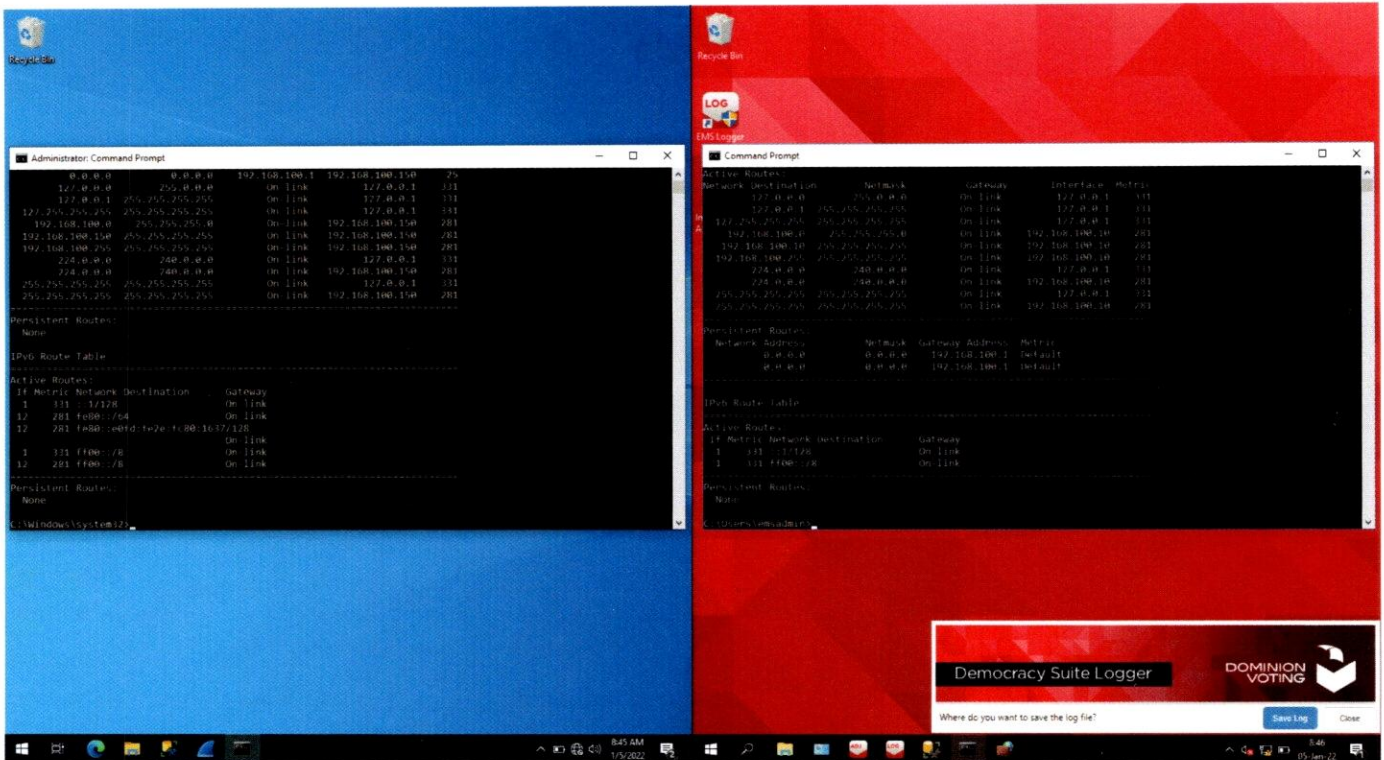 Recycle Bin
Administrator: Command Prompt
0.0.0.0 0.0.0.0 192.168.100.1 192.168.100.150 25
127.0.0.0 255.0.0.0 On-link 127.0.0.1 331
127.0.0.1 255.255.255.255 On-link 127.0.0.1 331
127.255.255.255 255.255.255.255 On-link 127.0.0.1 331
192.168.100.0 255.255.255.0 On-link 192.168.100.150 281
192.168.100.150 255.255.255.255 On-link 192.168.100.150 281
192.168.100.255 255.255.255.255 On-link 192.168.100.150 281
224.0.0.0 240.0.0.0 On-link 127.0.0.1 331
224.0.0.0 240.0.0.0 On-link 192.168.100.150 281
255.255.255.255 255.255.255.255 On-link 127.0.0.1 331
255.255.255.255 255.255.255.255 On-link 192.168.100.150 281
Persistent Routes:
None
IPv6 Route Table
Active Routes:
If Metric Network Destination Gateway
1 331 ::1/128 On-link
12 281 fe80::/64 On-link
12 281 fe80::e0fd:fe2e:fc80:1637/128
On-link
1 331 ff00::/8 On-link
12 281 ff00::/8 On-link
Persistent Routes:
None
C:\Windows\system32>
8:45 AM
1/5/2022
Recycle Bin
LOG
EMS Logger
Command Prompt
Active Routes:
Network Destination Netmask Gateway Interface Metric
127.0.0.0 255.0.0.0 On-link 127.0.0.1 331
127.0.0.1 255.255.255.255 On-link 127.0.0.1 331
127.255.255.255 255.255.255.255 On-link 127.0.0.1 331
192.168.100.0 255.255.255.0 On-link 192.168.100.10 281
192.168.100.10 255.255.255.255 On-link 192.168.100.10 281
192.168.100.255 255.255.255.255 On-link 192.168.100.10 281
224.0.0.0 240.0.0.0 On-link 127.0.0.1 331
224.0.0.0 240.0.0.0 On-link 192.168.100.10 281
255.255.255.255 255.255.255.255 On-link 127.0.0.1 331
255.255.255.255 255.255.255.255 On-link 192.168.100.10 281
Persistent Routes:
Network Address Netmask Gateway Address Metric
0.0.0.0 0.0.0.0 192.168.100.1 Default
0.0.0.0 0.0.0.0 192.168.100.1 Default
IPv6 Route Table
Active Routes:
If Metric Network Destination Gateway
1 331 ::1/128 On-link
1 331 ff00::/8 On-link
Persistent Routes:
None
C:\Users\emsadmin>
Democracy Suite Logger
DOMINION
VOTING
Where do you want to save the log file?
Save Log
Close
8:46
05-Jan-22